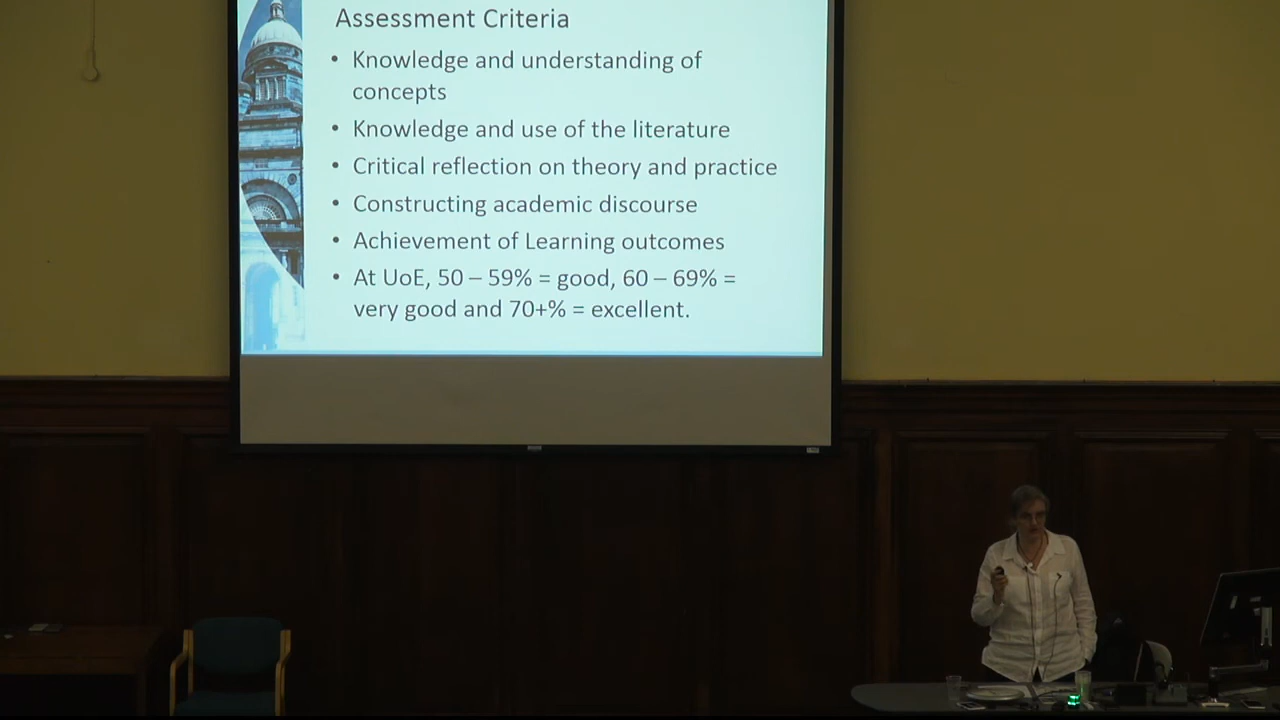 Assessment Criteria
• Knowledge and understanding of
concepts
• Knowledge and use of the literature
• Critical reflection on theory and practice
• Constructing academic discourse
• Achievement of Learning outcomes
• At UoE, 50 – 59% = good, 60 – 69% =
very good and 70+% = excellent.